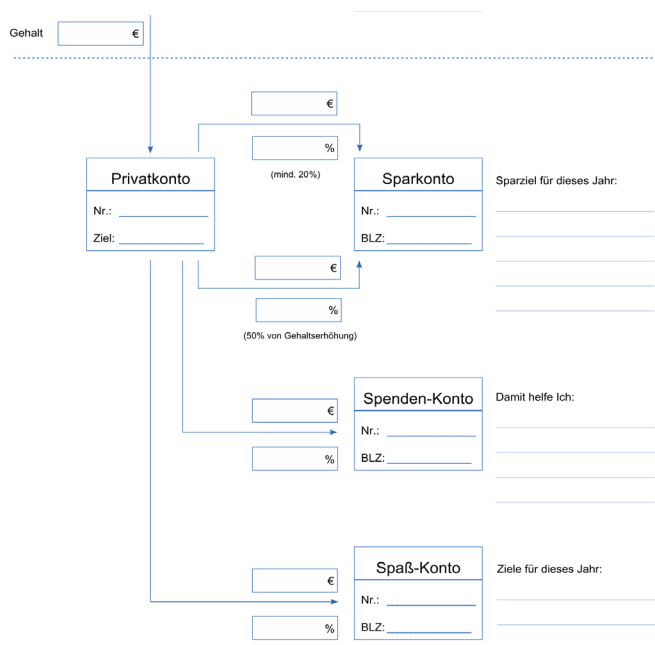 Gehalt €
€
%
(mind. 20%)
Privatkonto
Nr.:
Ziel:
Sparkonto
Nr.:
BLZ:
Sparziel für dieses Jahr:
€
%
(50% von Gehaltserhöhung)
€
%
Spenden-Konto
Nr.:
BLZ:
Damit helfe Ich:
€
%
Spaß-Konto
Nr.:
BLZ:
Ziele für dieses Jahr: